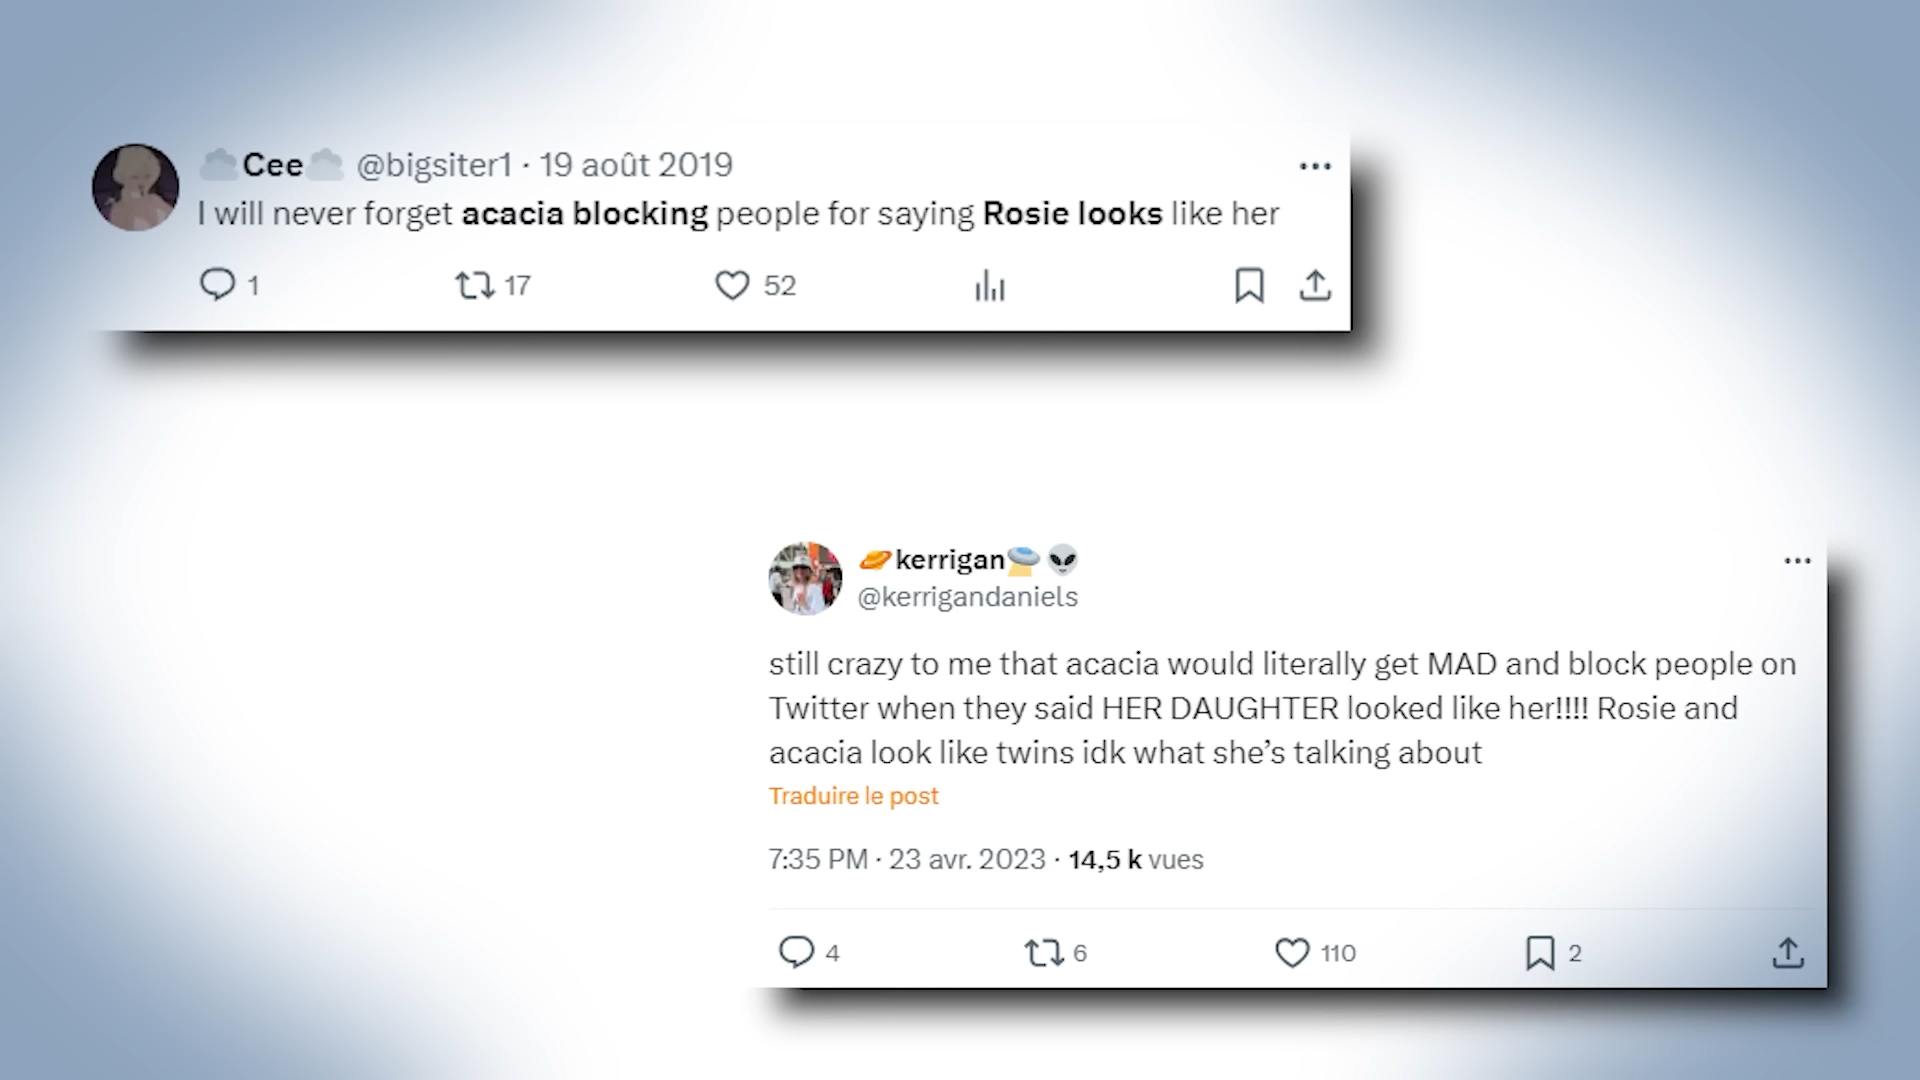 ☁️Cee☁️ @bigsiter1 · 19 août 2019
I will never forget acacia blocking people for saying Rosie looks like her
1 17 52
🪐kerrigan🛸👽
@kerrigandaniels
still crazy to me that acacia would literally get MAD and block people on
Twitter when they said HER DAUGHTER looked like her!!!! Rosie and
acacia look like twins idk what she’s talking about
Traduire le post
7:35 PM · 23 avr. 2023 · 14,5 k vues
4 6 110 2